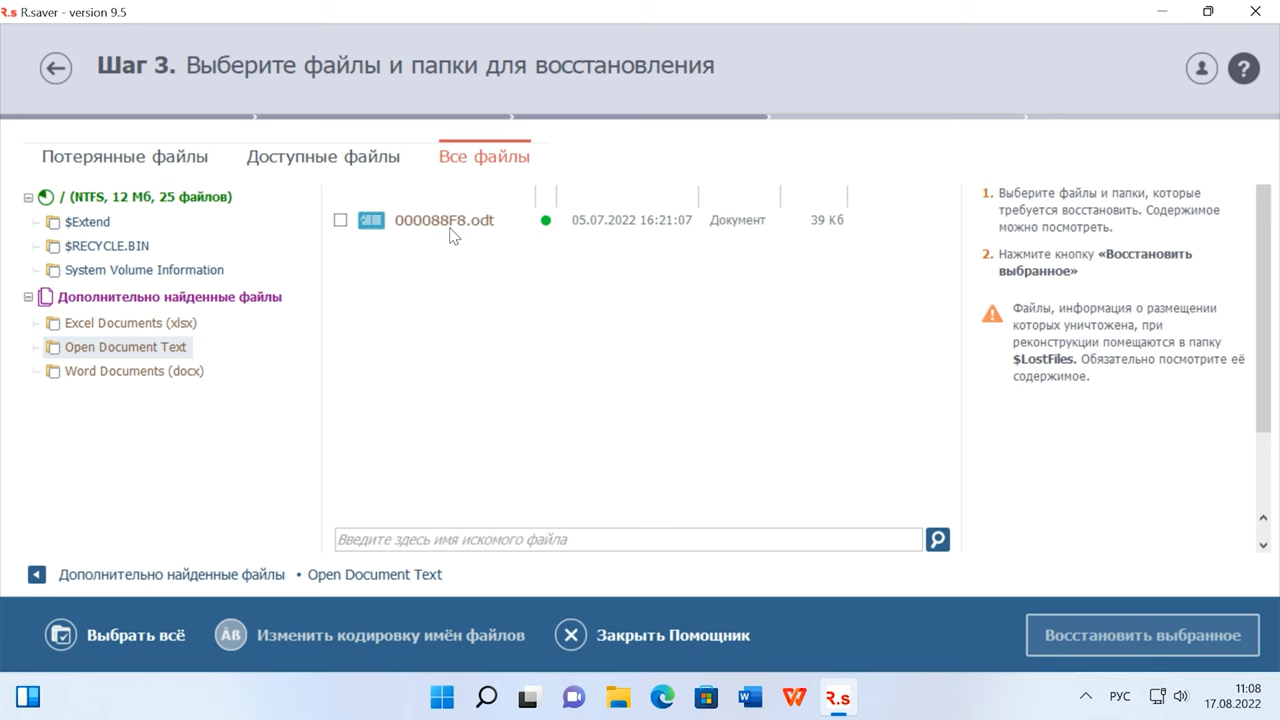 R.s R.saver - version 9.5
Шаг 3. Выберите файлы и папки для восстановления
?
Потерянные файлы
Доступные файлы
Все файлы
/ (NTFS, 12 Мб, 25 файлов)
$Extend
$RECYCLE.BIN
System Volume Information
Дополнительно найденные файлы
Excel Documents (xlsx)
Open Document Text
Word Documents (docx)
000088F8.odt 05.07.2022 16:21:07 Документ 39 Кб
1. Выберите файлы и папки, которые
требуется восстановить. Содержимое
можно посмотреть.
2. Нажмите кнопку «Восстановить
выбранное»
Файлы, информация о размещении
которых уничтожена, при
реконструкции помещаются в папку
$LostFiles. Обязательно посмотрите её
содержимое.
Введите здесь имя искомого файла
Дополнительно найденные файлы • Open Document Text
Выбрать всё
Âß Изменить кодировку имён файлов
Закрыть Помощник
Восстановить выбранное
W
W
R.s
РУС
11:08
17.08.2022